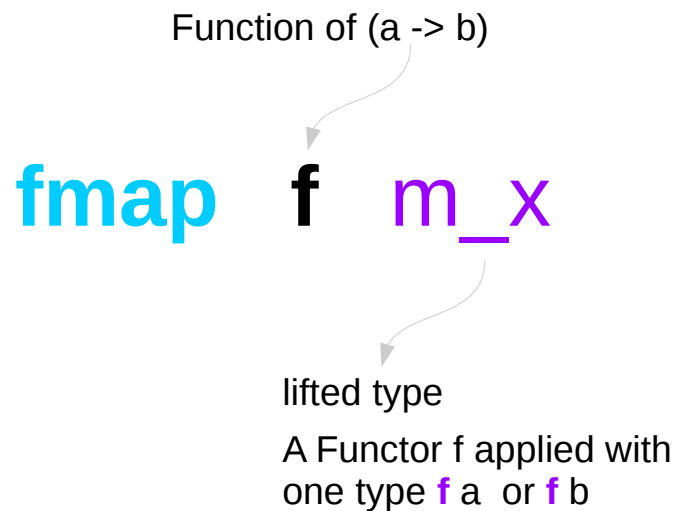 Function of (a -> b)
fmap f m_x
lifted type
A Functor f applied with
one type f a or f b